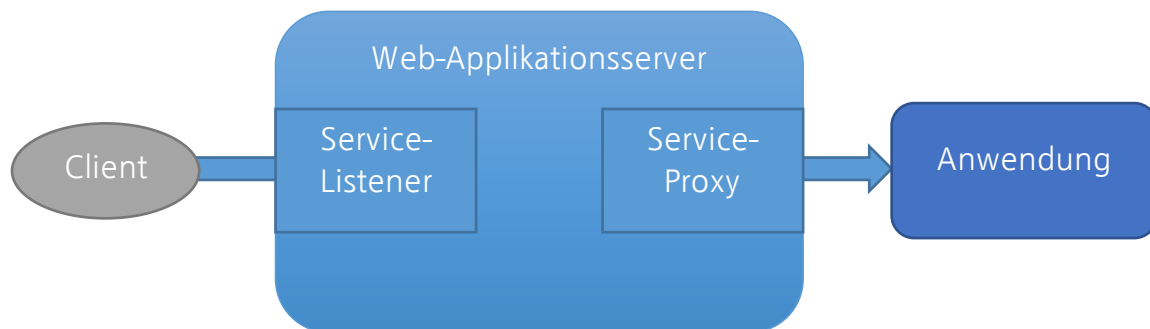 Web-Applikationsserver
Client
Service-
Listener
Service-
Proxy
Anwendung